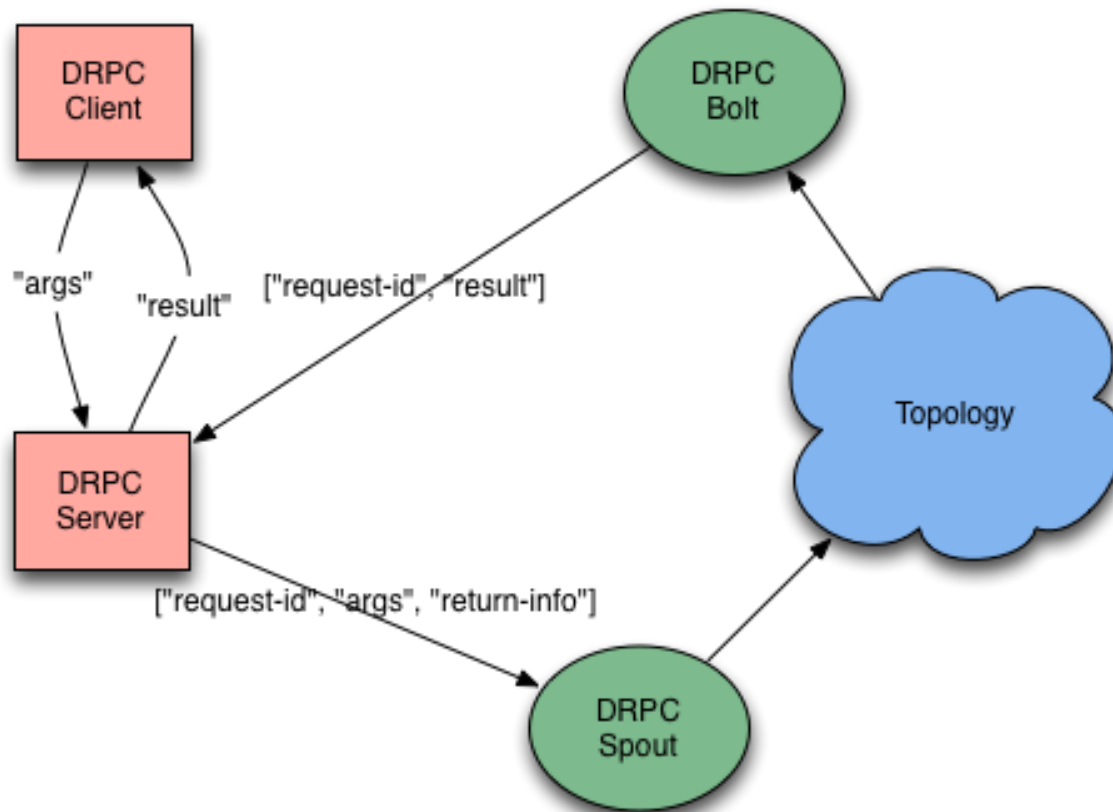 DRPC
Client
DRPC
Bolt
"args"
"result"
["request-id", "result"]
Topology
DRPC
Server
["request-id", "args", "return-info"]
DRPC
Spout